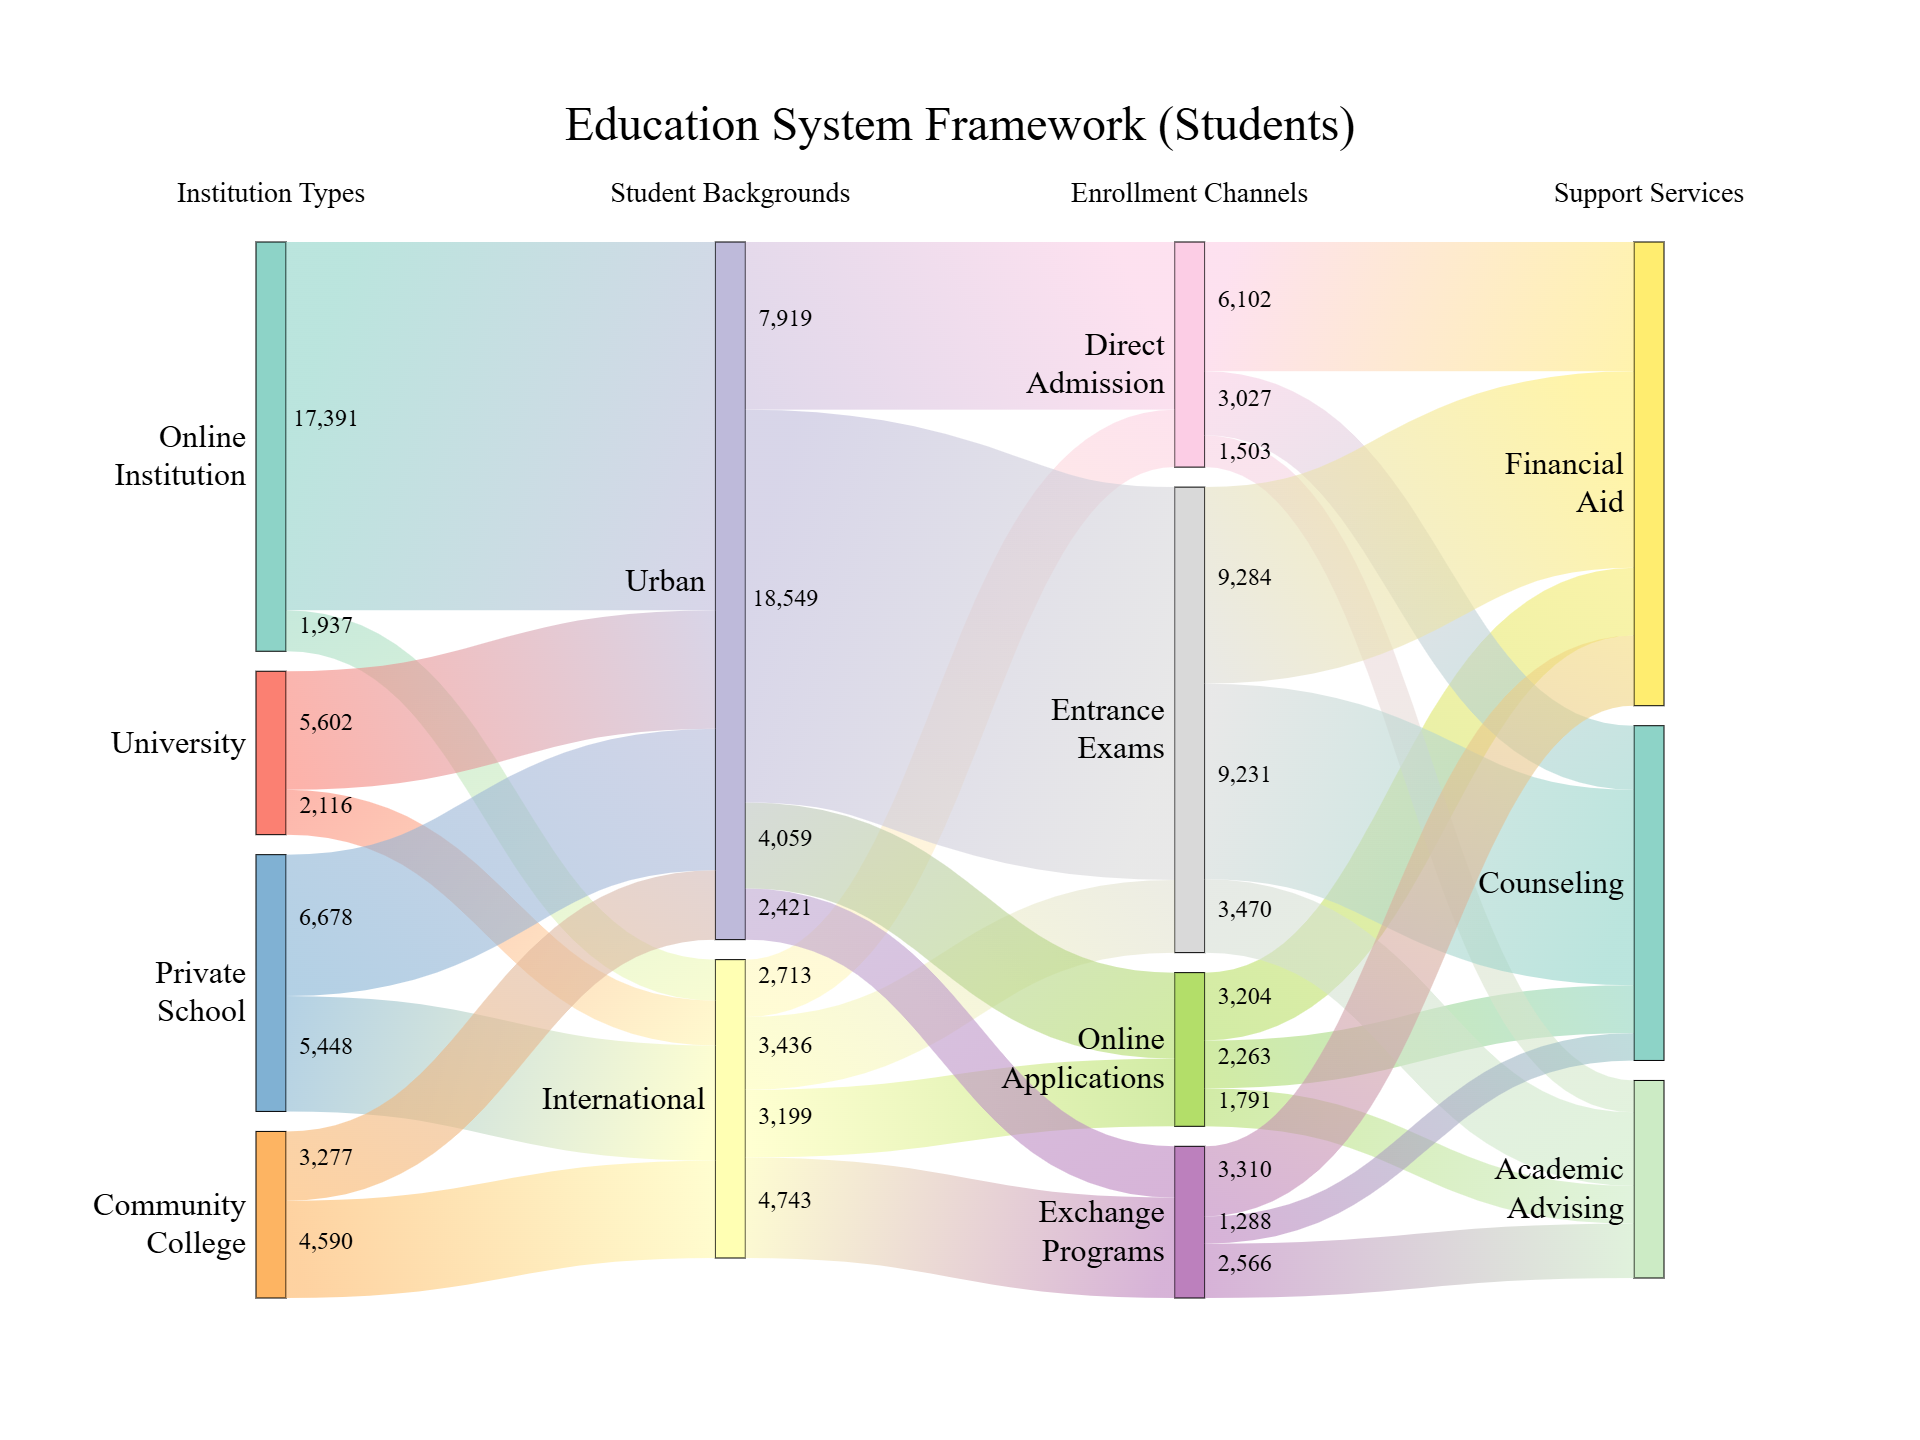 Education System Framework (Students)
Institution Types
Student Backgrounds
Enrollment Channels
Support Services
Online
Institution
University
Private
School
Community
College
17,391
1,937
5,602
2,116
6,678
5,448
3,277
4,590
Urban
International
7,919
18,549
4,059
2,421
2,713
3,436
3,199
4,743
Direct
Admission
Entrance
Exams
Online
Applications
Exchange
Programs
6,102
3,027
1,503
9,284
9,231
3,470
3,204
2,263
1,791
3,310
1,288
2,566
Financial
Aid
Counseling
Academic
Advising